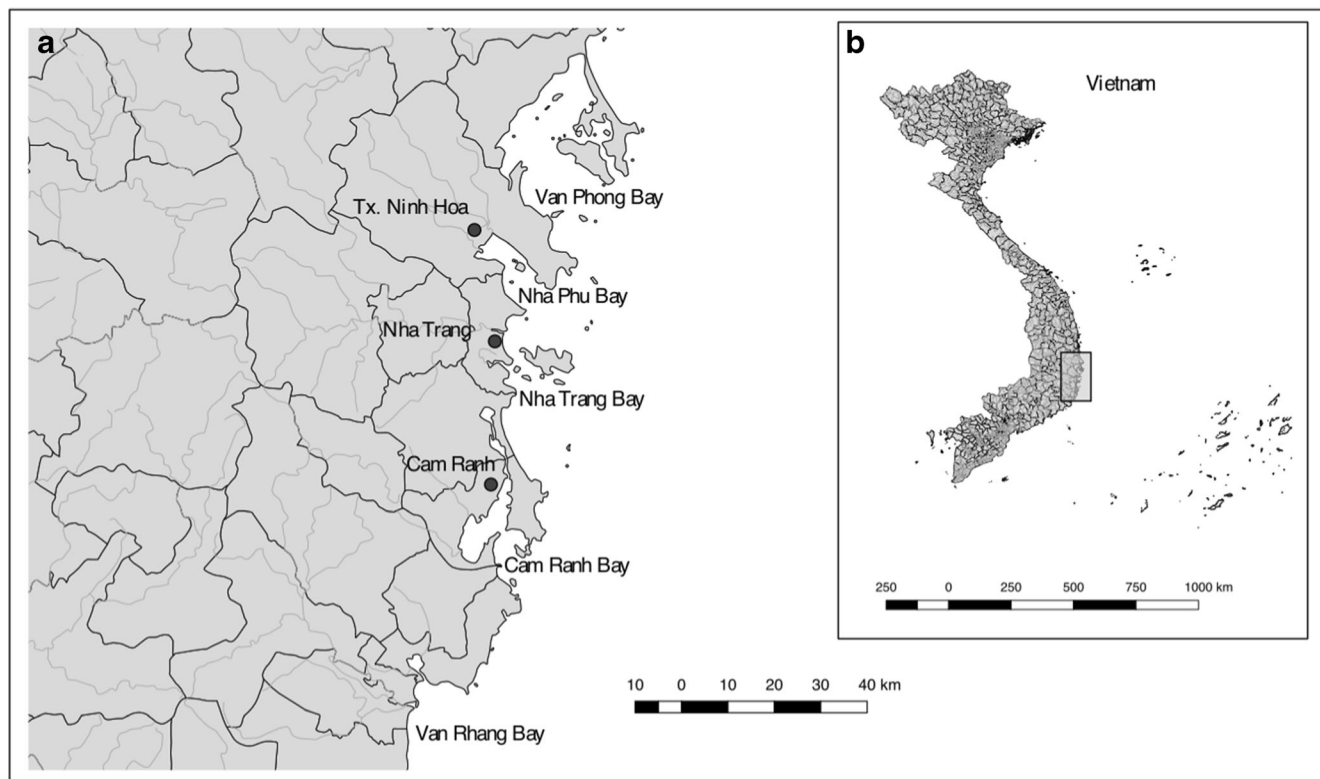 a
Van Phong Bay
Tx. Ninh Hoa
Nha Phu Bay
Nha Trang
Nha Trang Bay
Cam Ranh
Cam Ranh Bay
Van Rhang Bay
10 0 10 20 30 40 km
b
Vietnam
250 0 250 500 750 1000 km